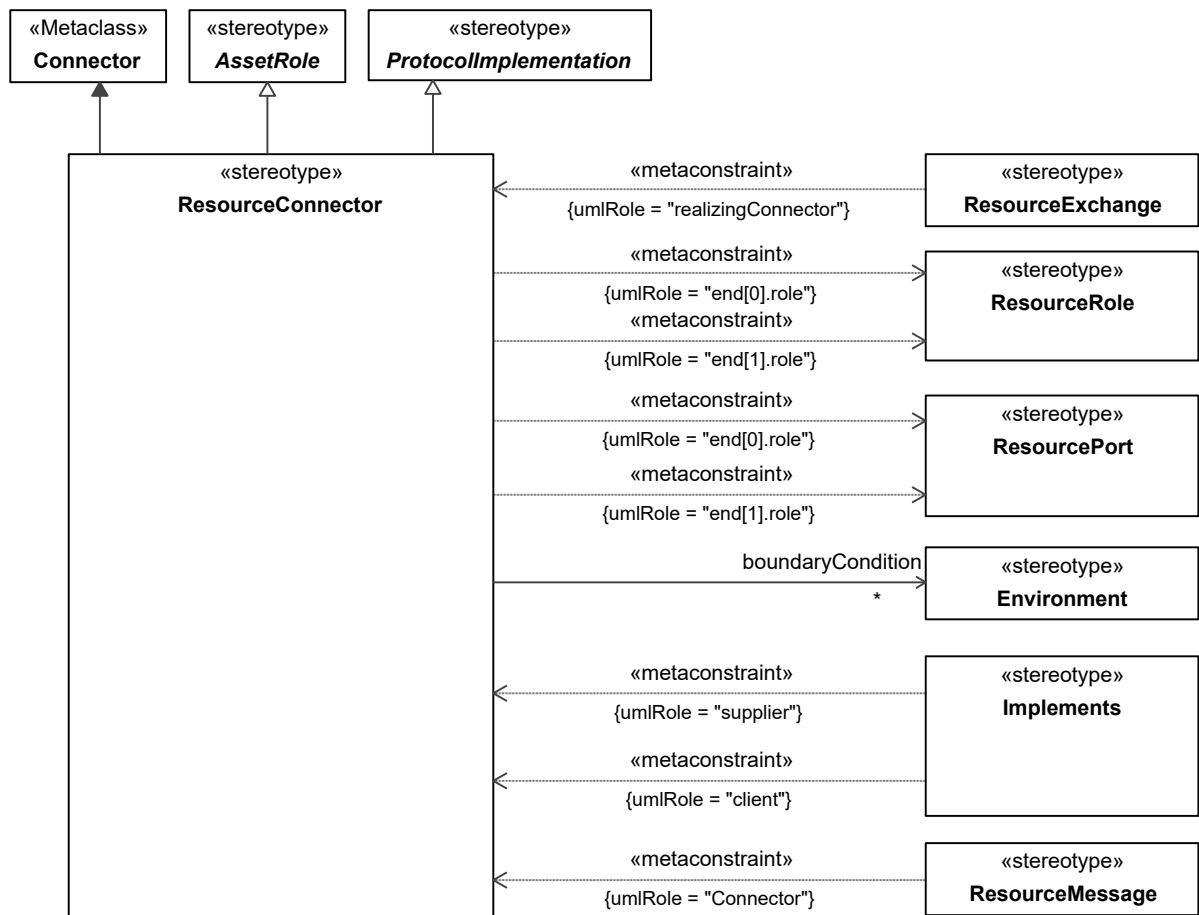 «Metaclass»
Connector
«stereotype»
AssetRole
«stereotype»
ProtocolImplementation
«stereotype»
ResourceConnector
«metaconstraint»
{umlRole = "realizingConnector"}
«stereotype»
ResourceExchange
«metaconstraint»
{umlRole = "end[0].role"}
«metaconstraint»
{umlRole = "end[1].role"}
«stereotype»
ResourceRole
«metaconstraint»
{umlRole = "end[0].role"}
«metaconstraint»
{umlRole = "end[1].role"}
«stereotype»
ResourcePort
boundaryCondition
*
«stereotype»
Environment
«metaconstraint»
{umlRole = "supplier"}
«metaconstraint»
{umlRole = "client"}
«stereotype»
Implements
«metaconstraint»
{umlRole = "Connector"}
«stereotype»
ResourceMessage